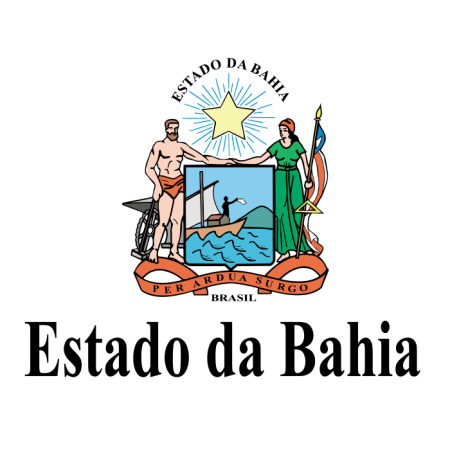 ESTADO DA BAHIA
PER ARDUA SURGO
BRASIL
Estado da Bahia